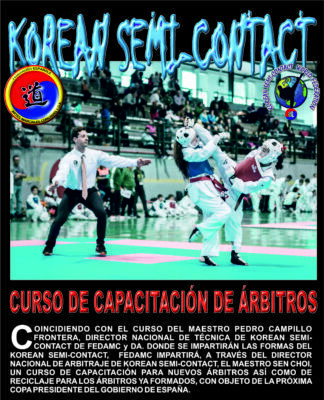 KOREAN SEMI-CONTACT
道
CURSO DE CAPACITACIÓN DE ÁRBITROS
COINCIDIENDO CON EL CURSO DEL MAESTRO PEDRO CAMPILLO
FRONTERA, DIRECTOR NACIONAL DE TÉCNICA DE KOREAN SEMI-
CONTACT DE FEDAMC y DA. DONDE SE IMPARTIRÁN LAS FORMAS DEL
KOREAN SEMI-CONTACT, FEDAMC IMPARTIRÁ, A TRAVÉS DEL DIRECTOR
NACIONAL DE ARBITRAJE DE KOREAN SEMI-CONTACT, EL MAESTRO SEN CHOI,
UN CURSO DE CAPACITACIÓN PARA NUEVOS ÁRBITROS ASÍ COMO DE
RECICLAJE PARA LOS ÁRBITROS YA FORMADOS, CON OBJETO DE LA PRÓXIMA
COPA PRESIDENTE DEL GOBIERNO DE ESPAÑA.